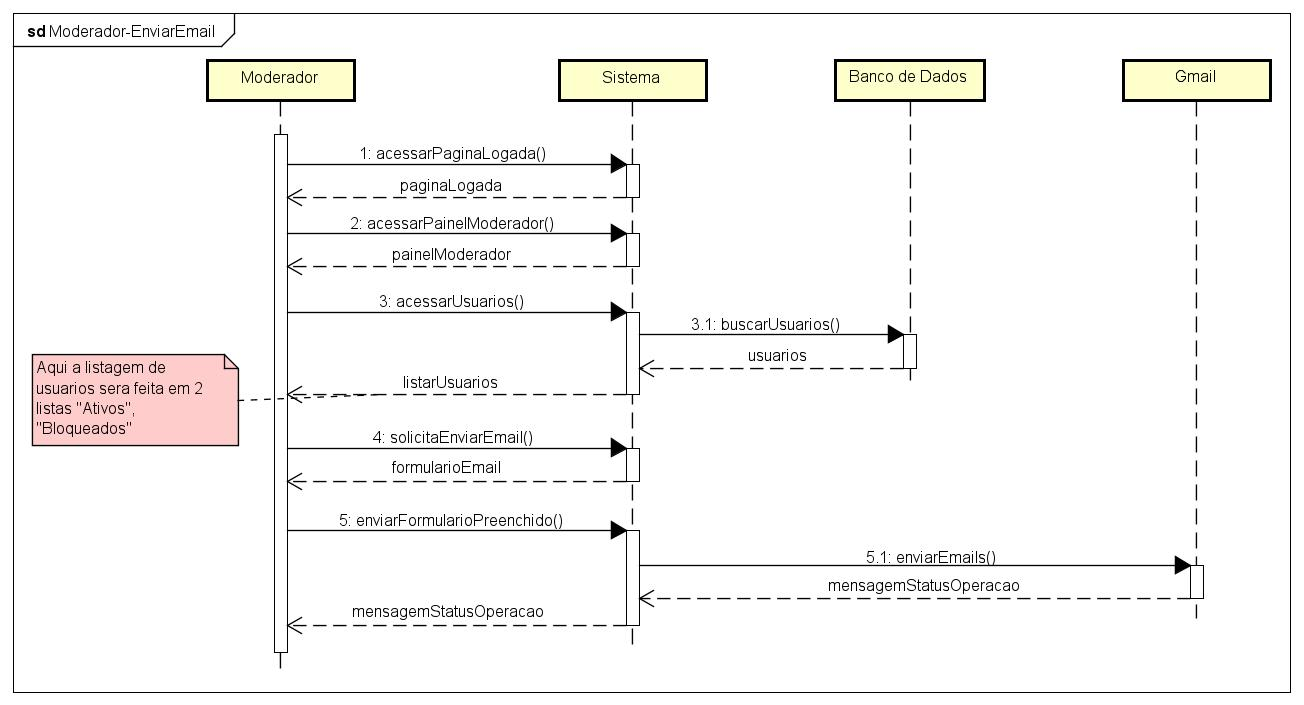 sd Moderador-EnviarEmail
Moderador
Sistema
Banco de Dados
Gmail
1: acessarPaginaLogada()
paginaLogada
2: acessarPainelModerador()
painelModerador
3: acessarUsuarios()
3.1: buscarUsuarios()
usuarios
Aqui a listagem de
usuarios sera feita em 2
listas "Ativos",
"Bloqueados"
listarUsuarios
4: solicitaEnviarEmail()
formularioEmail
5: enviarFormularioPreenchido()
5.1: enviarEmails()
mensagemStatusOperacao
mensagemStatusOperacao